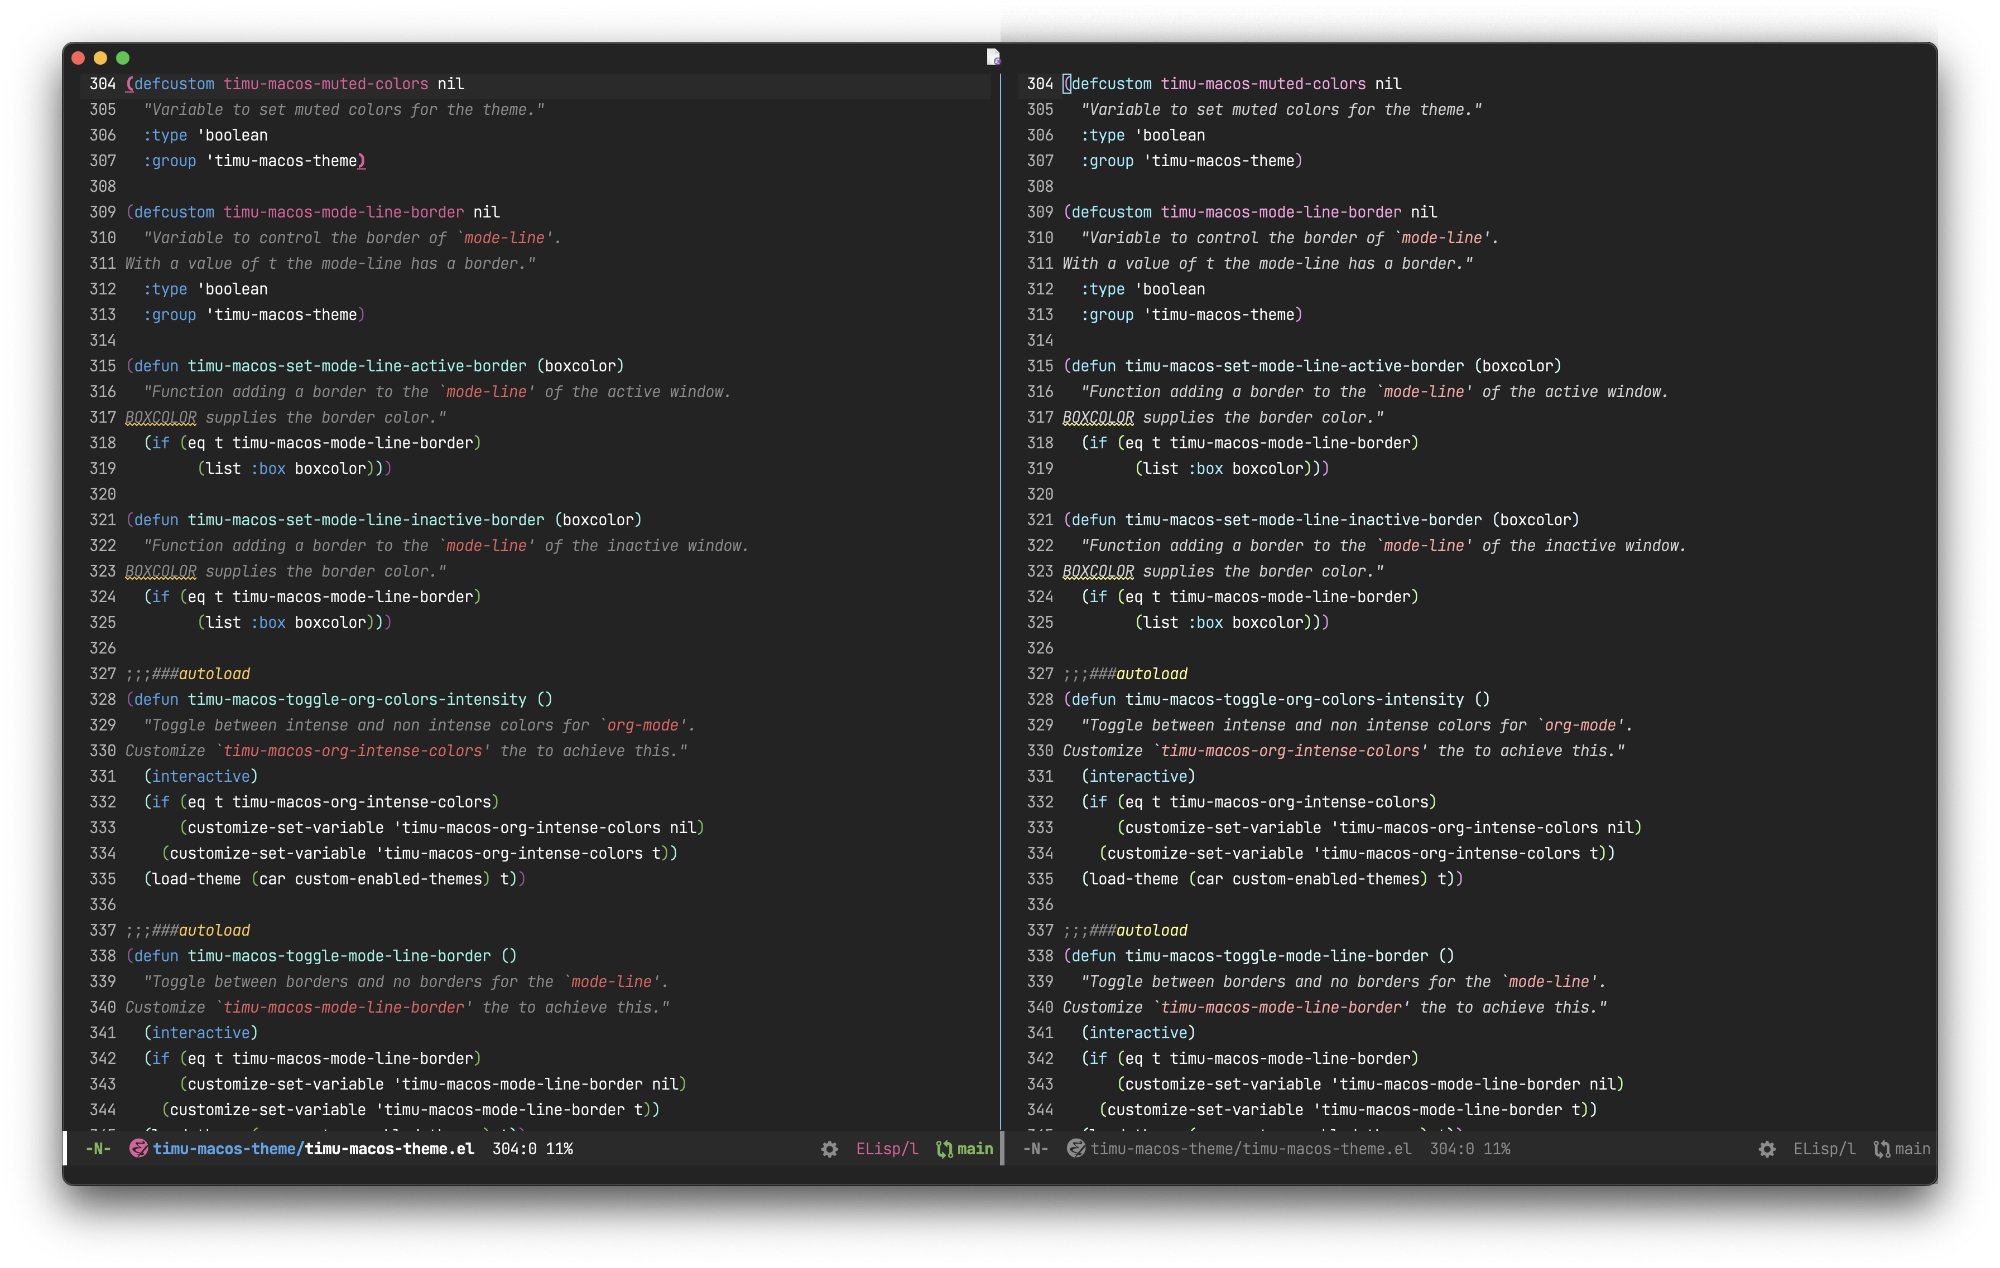 304 (defcustom timu-macos-muted-colors nil
305   "Variable to set muted colors for the theme."
306   :type 'boolean
307   :group 'timu-macos-theme)
308
309 (defcustom timu-macos-mode-line-border nil
310   "Variable to control the border of `mode-line'.
311 With a value of t the mode-line has a border."
312   :type 'boolean
313   :group 'timu-macos-theme)
314
315 (defun timu-macos-set-mode-line-active-border (boxcolor)
316   "Function adding a border to the `mode-line' of the active window.
317 BOXCOLOR supplies the border color."
318   (if (eq t timu-macos-mode-line-border)
319         (list :box boxcolor)))
320
321 (defun timu-macos-set-mode-line-inactive-border (boxcolor)
322   "Function adding a border to the `mode-line' of the inactive window.
323 BOXCOLOR supplies the border color."
324   (if (eq t timu-macos-mode-line-border)
325         (list :box boxcolor)))
326
327 ;;;###autoload
328 (defun timu-macos-toggle-org-colors-intensity ()
329   "Toggle between intense and non intense colors for `org-mode'.
330 Customize `timu-macos-org-intense-colors' the to achieve this."
331   (interactive)
332   (if (eq t timu-macos-org-intense-colors)
333       (customize-set-variable 'timu-macos-org-intense-colors nil)
334     (customize-set-variable 'timu-macos-org-intense-colors t))
335   (load-theme (car custom-enabled-themes) t))
336
337 ;;;###autoload
338 (defun timu-macos-toggle-mode-line-border ()
339   "Toggle between borders and no borders for the `mode-line'.
340 Customize `timu-macos-mode-line-border' the to achieve this."
341   (interactive)
342   (if (eq t timu-macos-mode-line-border)
343       (customize-set-variable 'timu-macos-mode-line-border nil)
344     (customize-set-variable 'timu-macos-mode-line-border t))
-N- timu-macos-theme/timu-macos-theme.el 304:0 11% ELisp/l main
304 (defcustom timu-macos-muted-colors nil
305   "Variable to set muted colors for the theme."
306   :type 'boolean
307   :group 'timu-macos-theme)
308
309 (defcustom timu-macos-mode-line-border nil
310   "Variable to control the border of `mode-line'.
311 With a value of t the mode-line has a border."
312   :type 'boolean
313   :group 'timu-macos-theme)
314
315 (defun timu-macos-set-mode-line-active-border (boxcolor)
316   "Function adding a border to the `mode-line' of the active window.
317 BOXCOLOR supplies the border color."
318   (if (eq t timu-macos-mode-line-border)
319         (list :box boxcolor)))
320
321 (defun timu-macos-set-mode-line-inactive-border (boxcolor)
322   "Function adding a border to the `mode-line' of the inactive window.
323 BOXCOLOR supplies the border color."
324   (if (eq t timu-macos-mode-line-border)
325         (list :box boxcolor)))
326
327 ;;;###autoload
328 (defun timu-macos-toggle-org-colors-intensity ()
329   "Toggle between intense and non intense colors for `org-mode'.
330 Customize `timu-macos-org-intense-colors' the to achieve this."
331   (interactive)
332   (if (eq t timu-macos-org-intense-colors)
333       (customize-set-variable 'timu-macos-org-intense-colors nil)
334     (customize-set-variable 'timu-macos-org-intense-colors t))
335   (load-theme (car custom-enabled-themes) t))
336
337 ;;;###autoload
338 (defun timu-macos-toggle-mode-line-border ()
339   "Toggle between borders and no borders for the `mode-line'.
340 Customize `timu-macos-mode-line-border' the to achieve this."
341   (interactive)
342   (if (eq t timu-macos-mode-line-border)
343       (customize-set-variable 'timu-macos-mode-line-border nil)
344     (customize-set-variable 'timu-macos-mode-line-border t))
-N- timu-macos-theme/timu-macos-theme.el 304:0 11% ELisp/l main